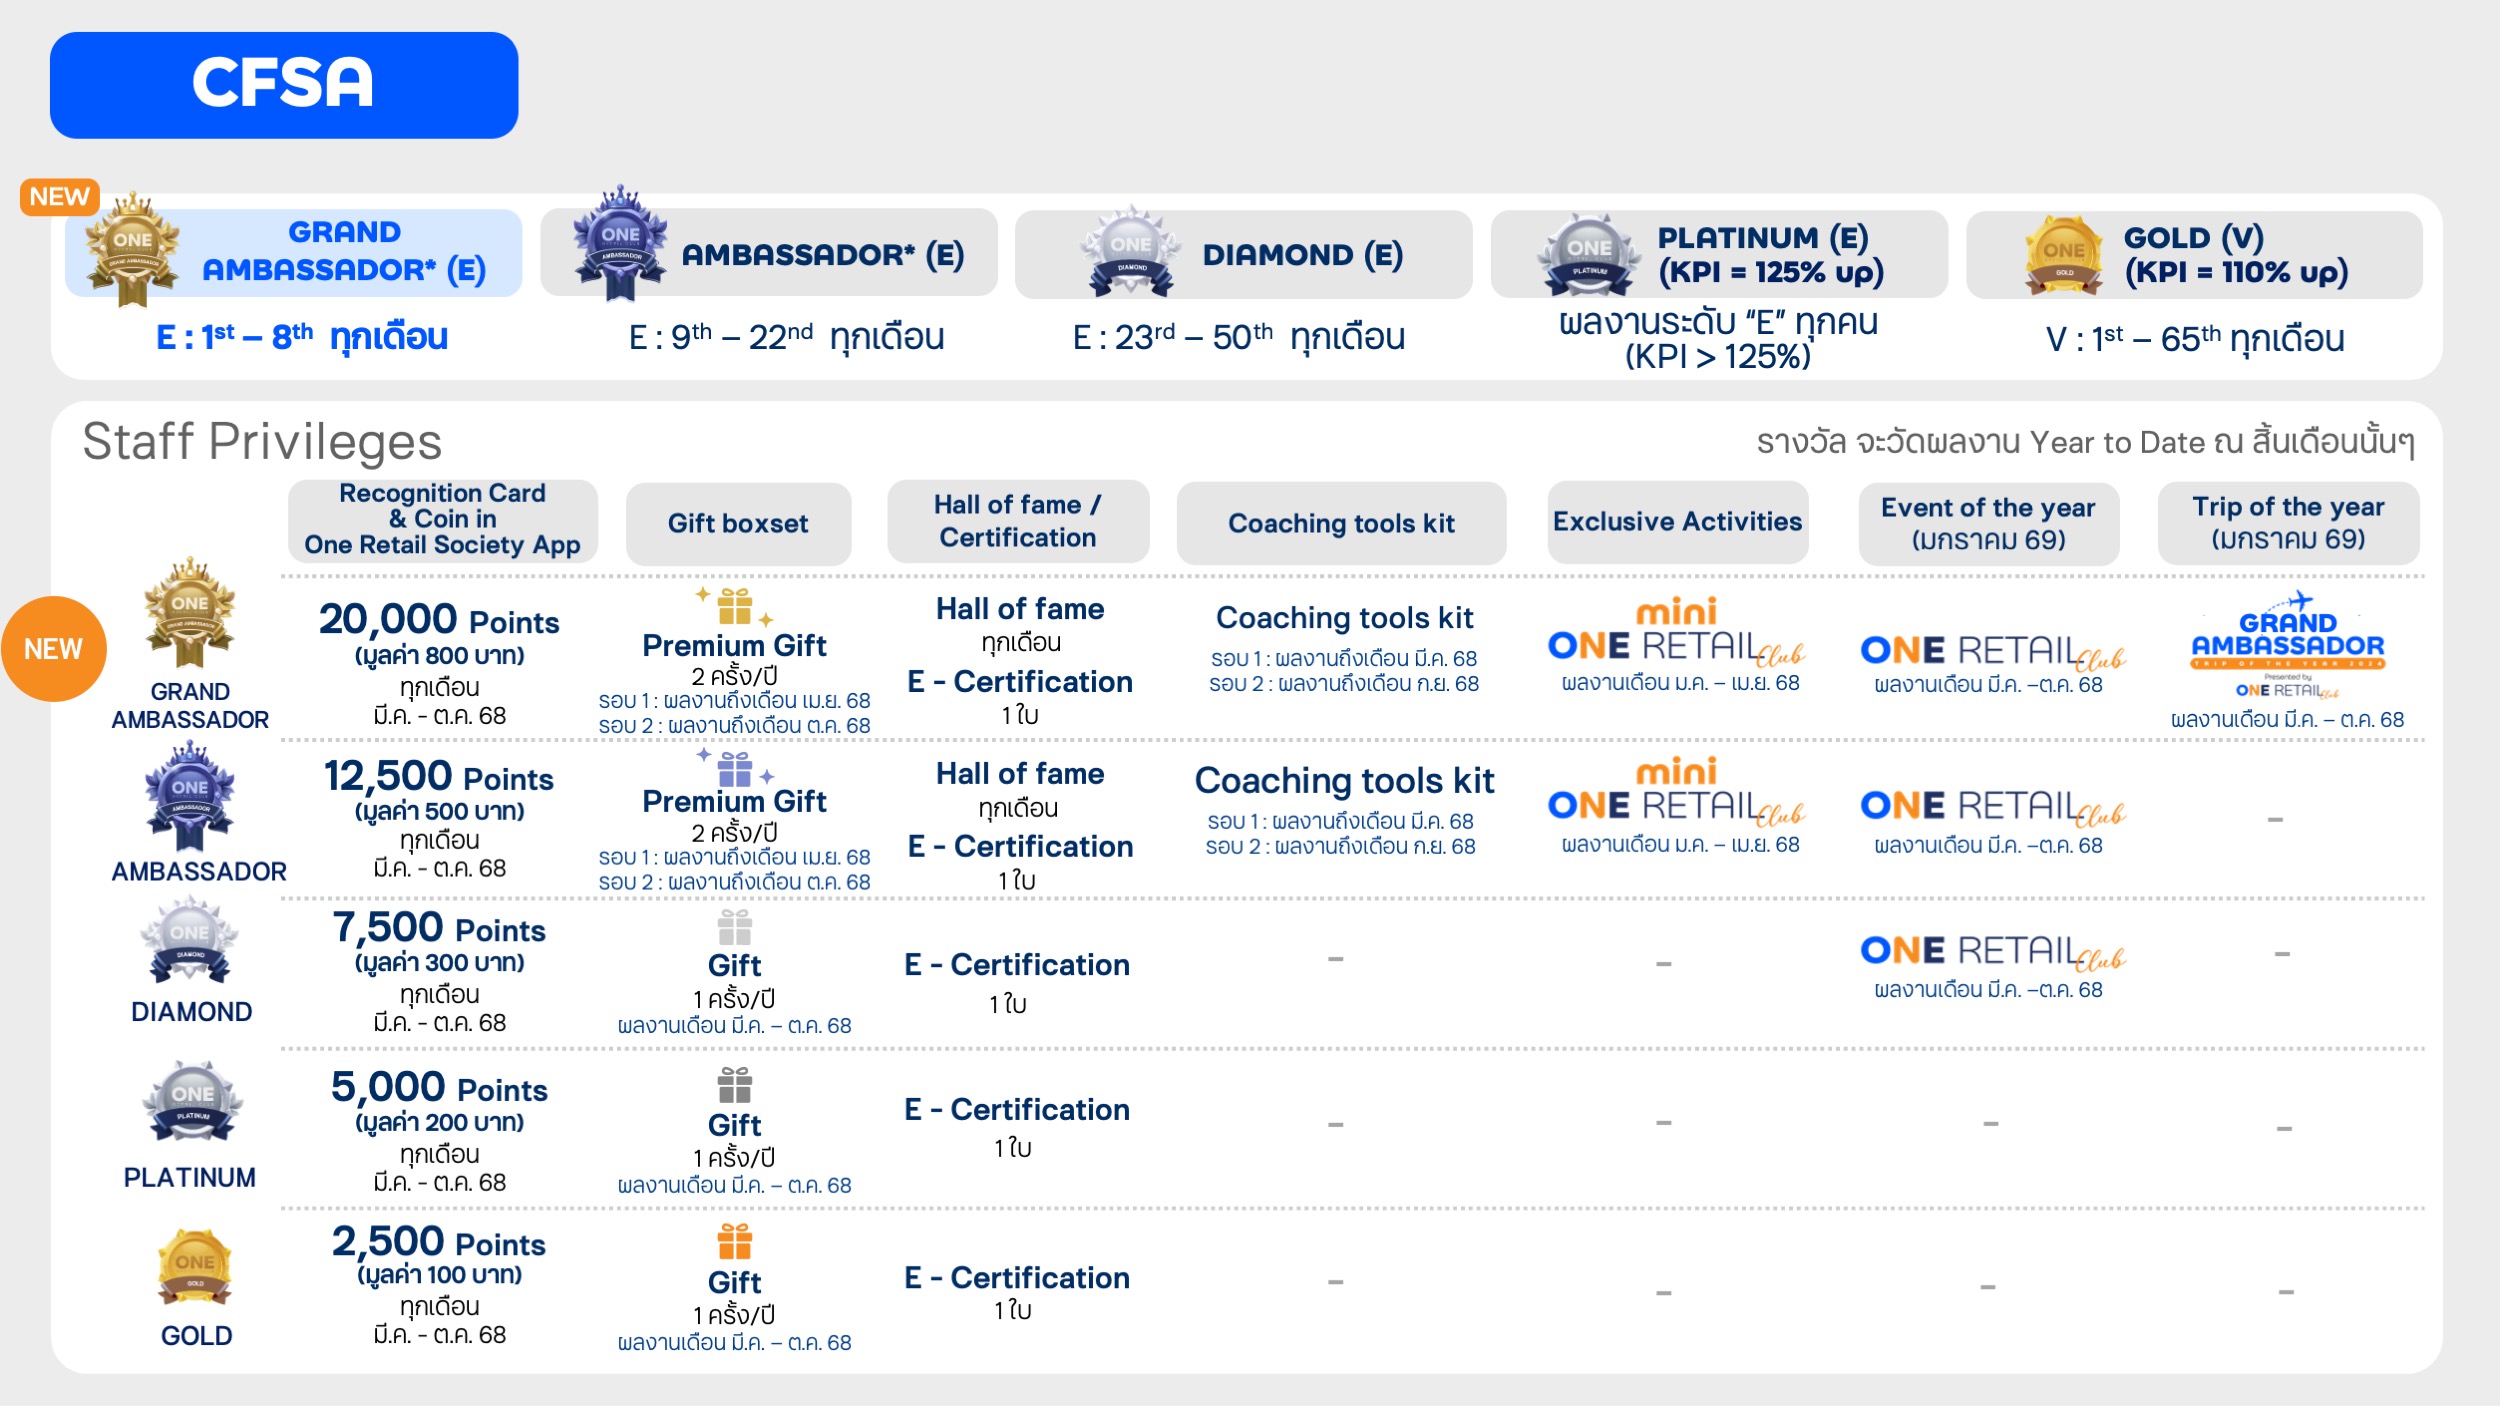 CFSA
NEW
GRAND
AMBASSADOR* (E)
E : 1st – 8th ทุกเดือน
AMBASSADOR* (E)
E : 9th – 22nd ทุกเดือน
DIAMOND (E)
E : 23rd – 50th ทุกเดือน
PLATINUM (E)
(KPI = 125% up)
ผลงานระดับ “E” ทุกคน
(KPI > 125%)
GOLD (V)
(KPI = 110% up)
V : 1st – 65th ทุกเดือน
Staff Privileges
รางวัล จะวัดผลงาน Year to Date ณ สิ้นเดือนนั้นๆ
Recognition Card
& Coin in
One Retail Society App
Gift boxset
Hall of fame /
Certification
Coaching tools kit
Exclusive Activities
Event of the year
(มกราคม 69)
Trip of the year
(มกราคม 69)
NEW
ONE
GRAND AMBASSADOR
GRAND
AMBASSADOR
20,000 Points
(มูลค่า 800 บาท)
ทุกเดือน
มี.ค. - ต.ค. 68
Premium Gift
2 ครั้ง/ปี
รอบ 1 : ผลงานถึงเดือน เม.ย. 68
รอบ 2 : ผลงานถึงเดือน ต.ค. 68
Hall of fame
ทุกเดือน
E - Certification
1 ใบ
Coaching tools kit
รอบ 1 : ผลงานถึงเดือน มี.ค. 68
รอบ 2 : ผลงานถึงเดือน ก.ย. 68
mini
ONE RETAIL Club
ผลงานเดือน ม.ค. – เม.ย. 68
ONE RETAIL Club
ผลงานเดือน มี.ค. –ต.ค. 68
GRAND
AMBASSADOR
TRIP OF THE YEAR 2024
Presented by
ONE RETAIL Club
ผลงานเดือน มี.ค. – ต.ค. 68
ONE
AMBASSADOR
AMBASSADOR
12,500 Points
(มูลค่า 500 บาท)
ทุกเดือน
มี.ค. - ต.ค. 68
Premium Gift
2 ครั้ง/ปี
รอบ 1 : ผลงานถึงเดือน เม.ย. 68
รอบ 2 : ผลงานถึงเดือน ต.ค. 68
Hall of fame
ทุกเดือน
E - Certification
1 ใบ
Coaching tools kit
รอบ 1 : ผลงานถึงเดือน มี.ค. 68
รอบ 2 : ผลงานถึงเดือน ก.ย. 68
mini
ONE RETAIL Club
ผลงานเดือน ม.ค. – เม.ย. 68
ONE RETAIL Club
ผลงานเดือน มี.ค. –ต.ค. 68
–
ONE
DIAMOND
DIAMOND
7,500 Points
(มูลค่า 300 บาท)
ทุกเดือน
มี.ค. - ต.ค. 68
Gift
1 ครั้ง/ปี
ผลงานเดือน มี.ค. – ต.ค. 68
E - Certification
1 ใบ
–
–
ONE RETAIL Club
ผลงานเดือน มี.ค. –ต.ค. 68
–
ONE
PLATINUM
PLATINUM
5,000 Points
(มูลค่า 200 บาท)
ทุกเดือน
มี.ค. - ต.ค. 68
Gift
1 ครั้ง/ปี
ผลงานเดือน มี.ค. – ต.ค. 68
E - Certification
1 ใบ
–
–
–
–
ONE
GOLD
GOLD
2,500 Points
(มูลค่า 100 บาท)
ทุกเดือน
มี.ค. - ต.ค. 68
Gift
1 ครั้ง/ปี
ผลงานเดือน มี.ค. – ต.ค. 68
E - Certification
1 ใบ
–
–
–
–